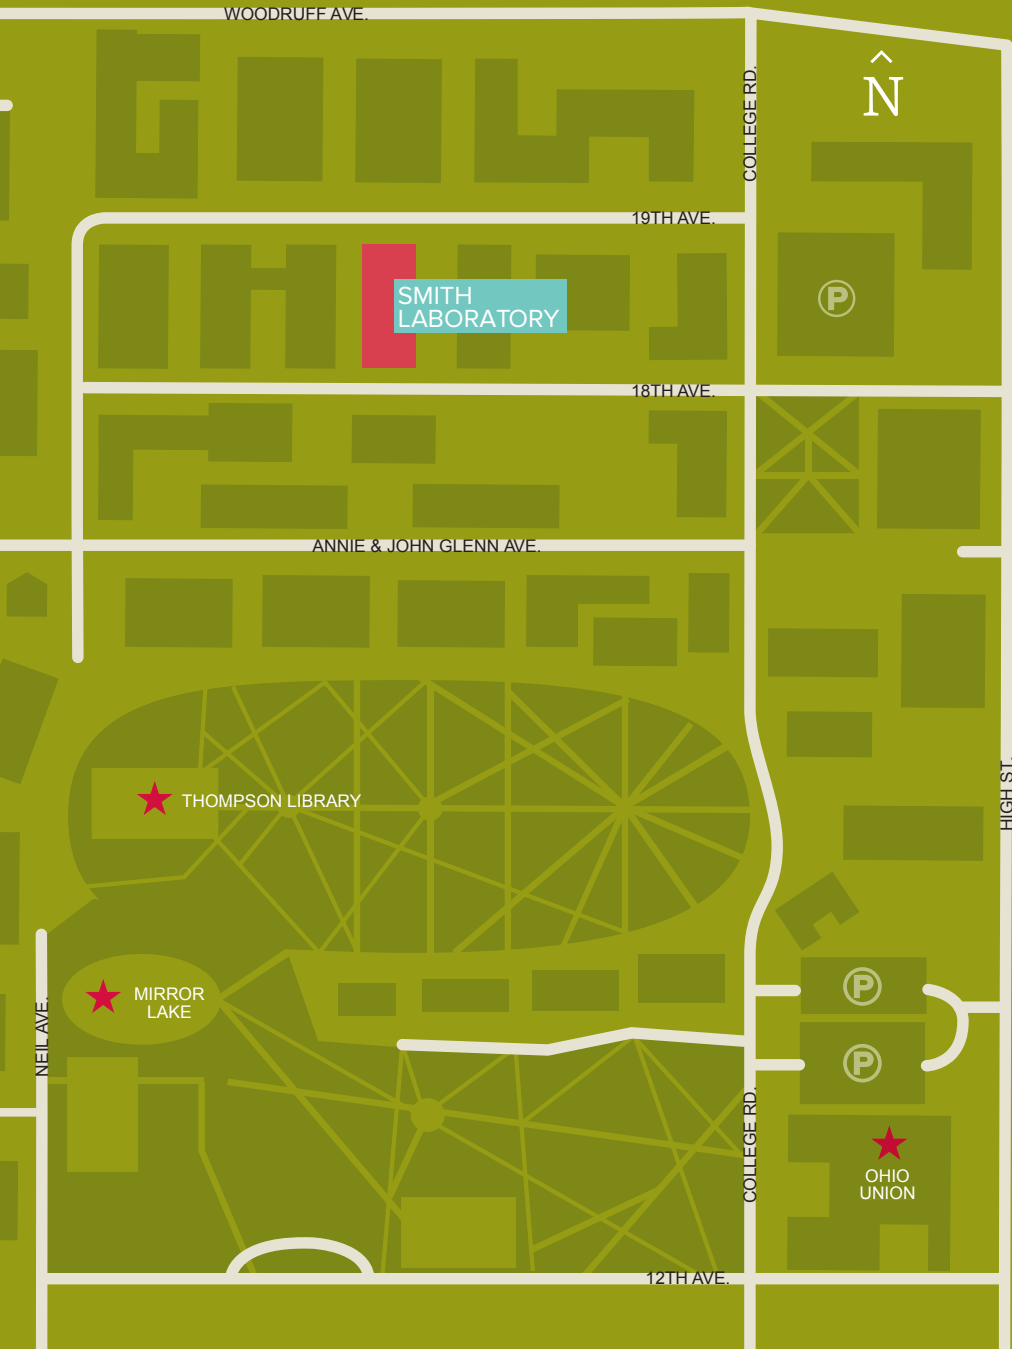 WOODRUFF AVE.
COLLEGE RD.
N
19TH AVE.
SMITH
LABORATORY
P
18TH AVE.
ANNIE & JOHN GLENN AVE.
HIGH ST.
THOMPSON LIBRARY
MIRROR
LAKE
NEIL AVE.
P
P
COLLEGE RD.
OHIO
UNION
12TH AVE.